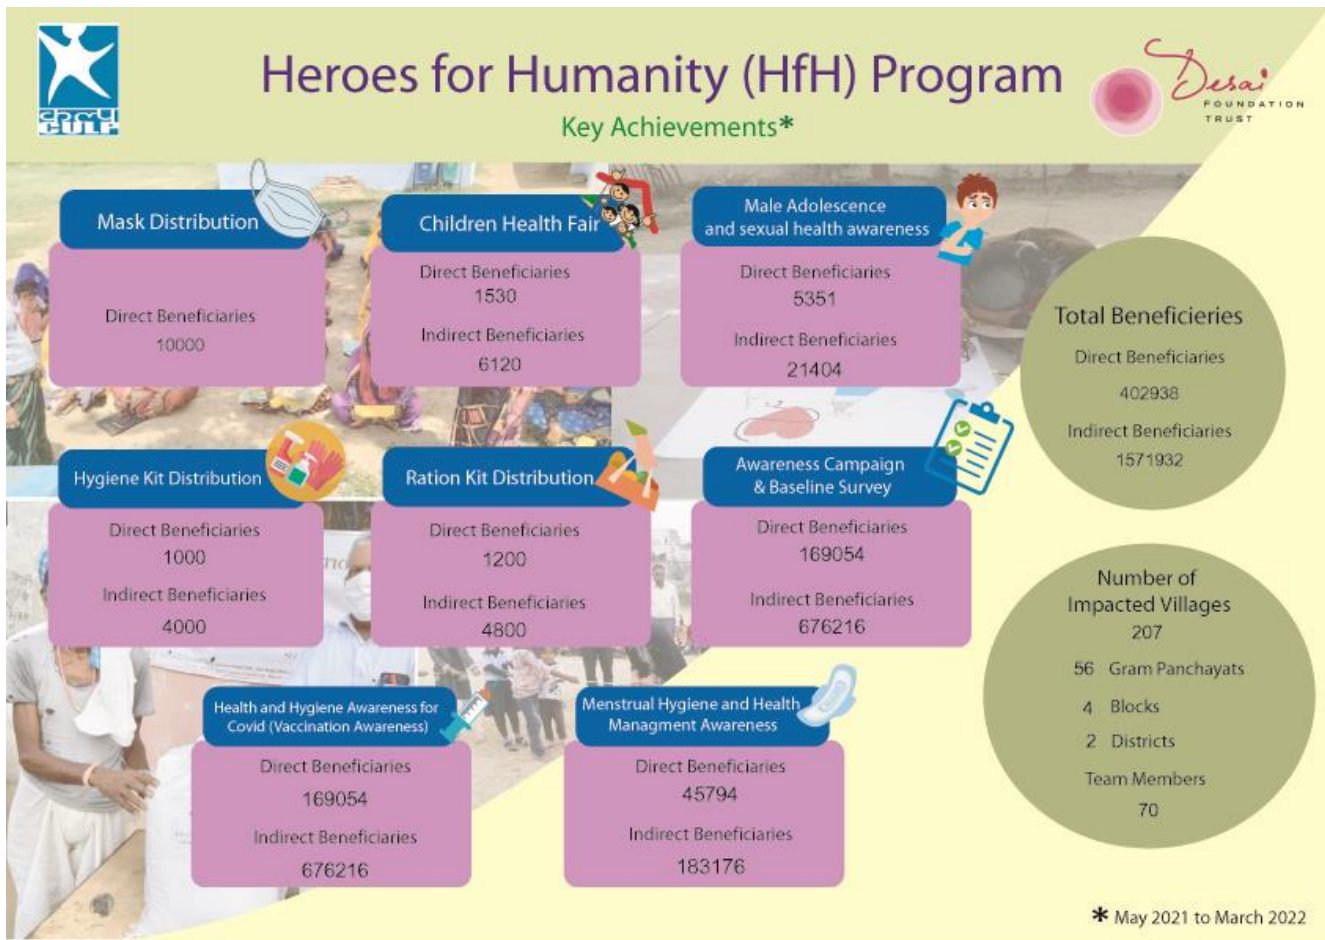 उरमूल
CULP
Heroes for Humanity (HfH) Program
Key Achievements*
Desai
FOUNDATION
TRUST
Mask Distribution
Direct Beneficiaries
10000
Children Health Fair
Direct Beneficiaries
1530
Indirect Beneficiaries
6120
Male Adolescence
and sexual health awareness
Direct Beneficiaries
5351
Indirect Beneficiaries
21404
Total Beneficieries
Direct Beneficiaries
402938
Indirect Beneficiaries
1571932
Hygiene Kit Distribution
Direct Beneficiaries
1000
Indirect Beneficiaries
4000
Ration Kit Distribution
Direct Beneficiaries
1200
Indirect Beneficiaries
4800
Awareness Campaign
& Baseline Survey
Direct Beneficiaries
169054
Indirect Beneficiaries
676216
Number of
Impacted Villages
207
56 Gram Panchayats
4 Blocks
2 Districts
Team Members
70
Health and Hygiene Awareness for
Covid (Vaccination Awareness)
Direct Beneficiaries
169054
Indirect Beneficiaries
676216
Menstrual Hygiene and Health
Managment Awareness
Direct Beneficiaries
45794
Indirect Beneficiaries
183176
* May 2021 to March 2022